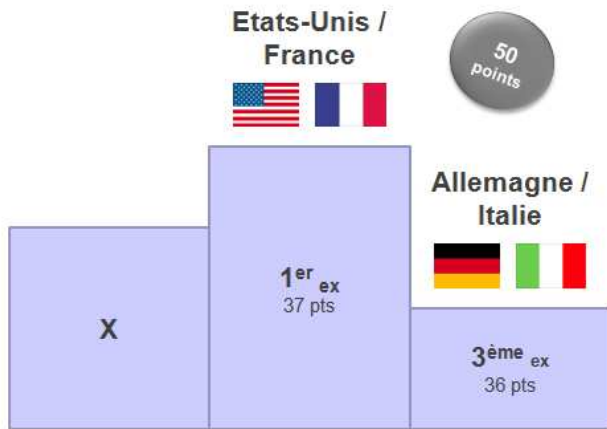 Etats-Unis /
France
50
points
Allemagne /
Italie
1er ex
37 pts
X
3ème ex
36 pts